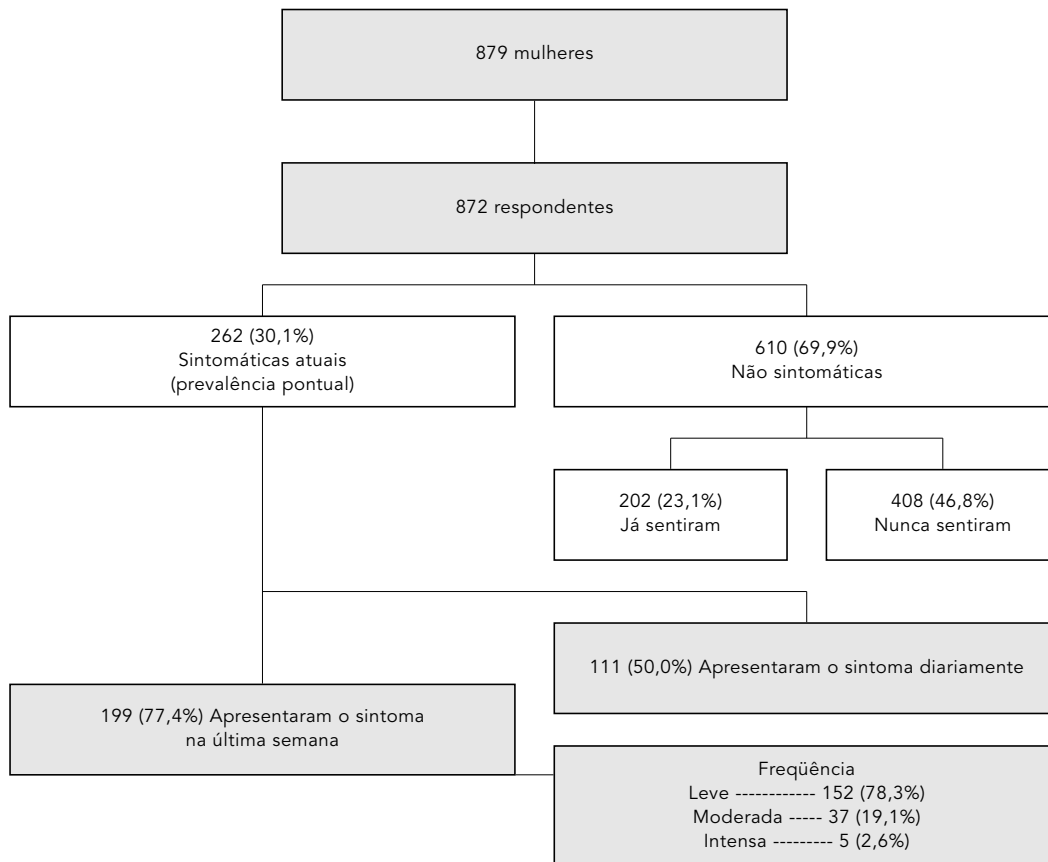 879 mulheres
872 respondentes
262 (30,1%)
Sintomáticas atuais
(prevalência pontual)
610 (69,9%)
Não sintomáticas
202 (23,1%)
Já sentiram
408 (46,8%)
Nunca sentiram
111 (50,0%) Apresentaram o sintoma diariamente
199 (77,4%) Apresentaram o sintoma
na última semana
Freqüência
Leve ------------ 152 (78,3%)
Moderada ----- 37 (19,1%)
Intensa --------- 5 (2,6%)